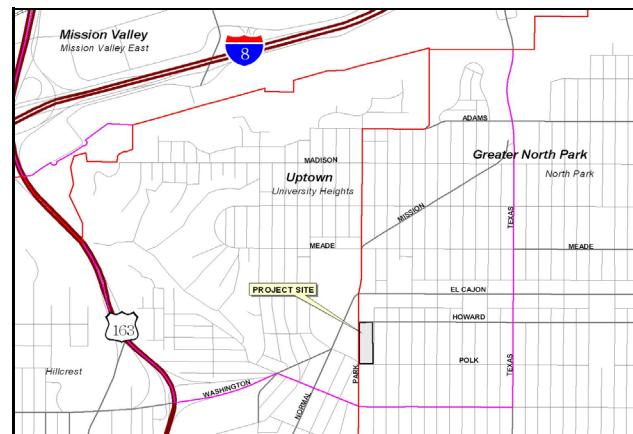 Mission Valley
Mission Valley East
8
ADAMS
Greater North Park
North Park
MADISON
Uptown
University Heights
MISSION
TEXAS
MEADE
MEADE
PROJECT SITE
EL CAJON
HOWARD
163
Hillcrest
POLK
PARK
TEXAS
WASHINGTON
NORMAL